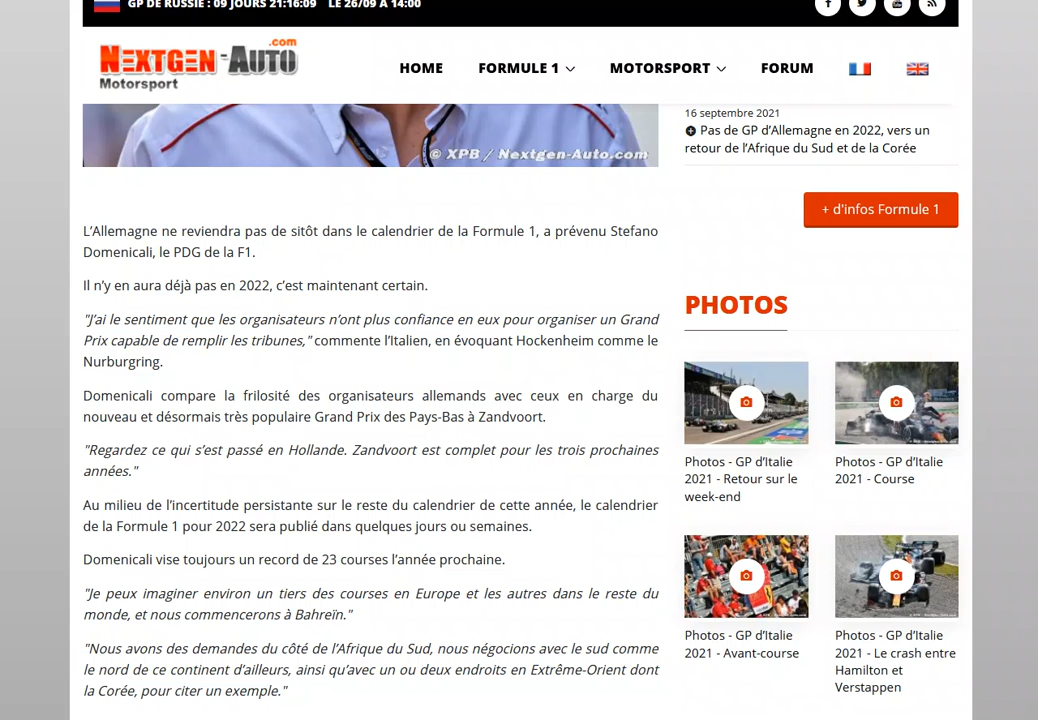 GP DE RUSSIE : 09 JOURS 21:16:09 LE 26/09 À 14:00
NEXTGEN-AUTO.com
Motorsport
HOME FORMULE 1 MOTORSPORT FORUM
© XPB / Nextgen-Auto.com
L’Allemagne ne reviendra pas de sitôt dans le calendrier de la Formule 1, a prévenu Stefano
Domenicali, le PDG de la F1.
Il n’y en aura déjà pas en 2022, c’est maintenant certain.
"J’ai le sentiment que les organisateurs n’ont plus confiance en eux pour organiser un Grand
Prix capable de remplir les tribunes," commente l’Italien, en évoquant Hockenheim comme le
Nurburgring.
Domenicali compare la frilosité des organisateurs allemands avec ceux en charge du
nouveau et désormais très populaire Grand Prix des Pays-Bas à Zandvoort.
"Regardez ce qui s’est passé en Hollande. Zandvoort est complet pour les trois prochaines
années."
Au milieu de l’incertitude persistante sur le reste du calendrier de cette année, le calendrier
de la Formule 1 pour 2022 sera publié dans quelques jours ou semaines.
Domenicali vise toujours un record de 23 courses l’année prochaine.
"Je peux imaginer environ un tiers des courses en Europe et les autres dans le reste du
monde, et nous commencerons à Bahreïn."
"Nous avons des demandes du côté de l’Afrique du Sud, nous négocions avec le sud comme
le nord de ce continent d’ailleurs, ainsi qu’avec un ou deux endroits en Extrême-Orient dont
la Corée, pour citer un exemple."
16 septembre 2021
Pas de GP d’Allemagne en 2022, vers un
retour de l’Afrique du Sud et de la Corée
+ d'infos Formule 1
PHOTOS
Photos - GP d’Italie
2021 - Retour sur le
week-end
Photos - GP d’Italie
2021 - Course
Photos - GP d’Italie
2021 - Avant-course
Photos - GP d’Italie
2021 - Le crash entre
Hamilton et
Verstappen